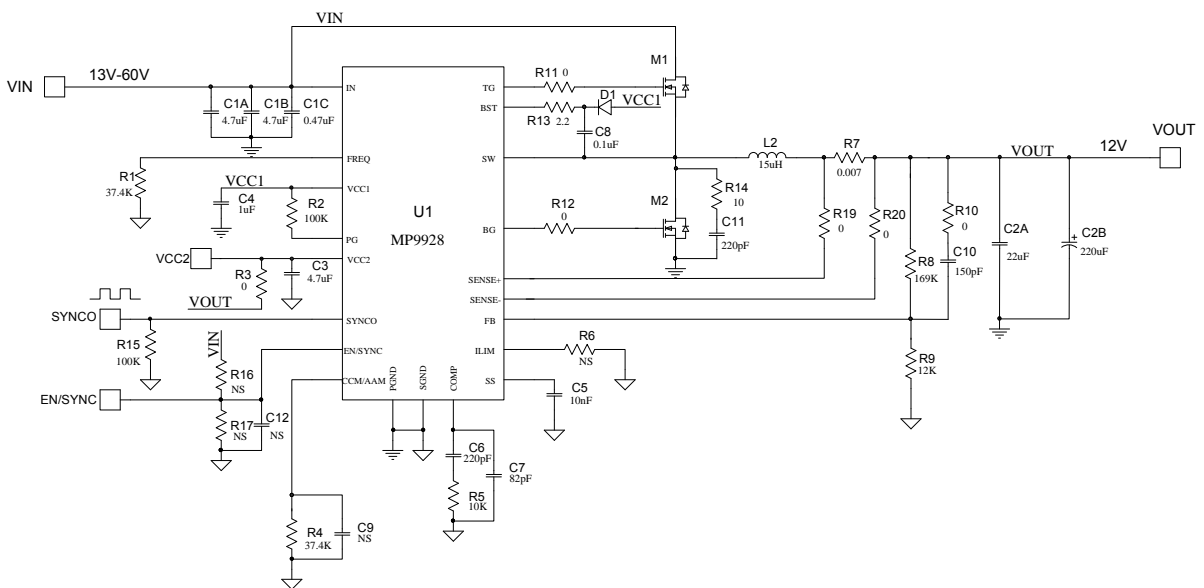 VIN
M1
VIN
13V-60V
R11 0
TG
IN
C1A
4.7uF
C1B
4.7uF
C1C
0.47uF
D1
VCC1
BST
R13 2.2
C8
0.1uF
VOUT
L2
15uH
R7
0.007
VOUT
12V
FREQ
SW
R1
37.4K
VCC1
VCC1
C4
1uF
R2
100K
U1
MP9928
PG
R14
10
R12
0
M2
BG
C11
220pF
R19
0
R20
0
R10
0
C2A
22uF
+
C2B
220uF
VCC2
VCC2
R3
0
C3
4.7uF
R8
169K
C10
150pF
SENSE+
VOUT
SENSE-
SYNCO
SYNCO
FB
R15
100K
VIN
EN/SYNC
ILIM
R6
NS
R9
12K
R16
NS
CCM/AAM
PGND
SGND
COMP
SS
C5
10nF
EN/SYNC
R17
NS
C12
NS
C6
220pF
C7
82pF
R5
10K
R4
37.4K
C9
NS